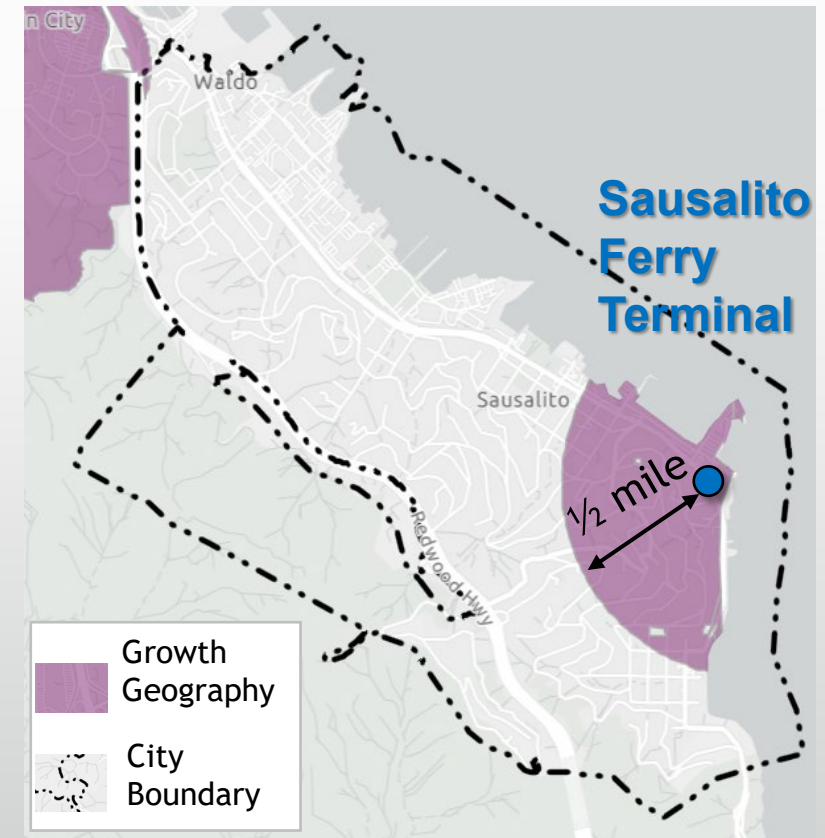 n City
Waldo
Sausalito
Ferry
Terminal
Sausalito
½ mile
Redwood Hwy
Growth
Geography
City
Boundary